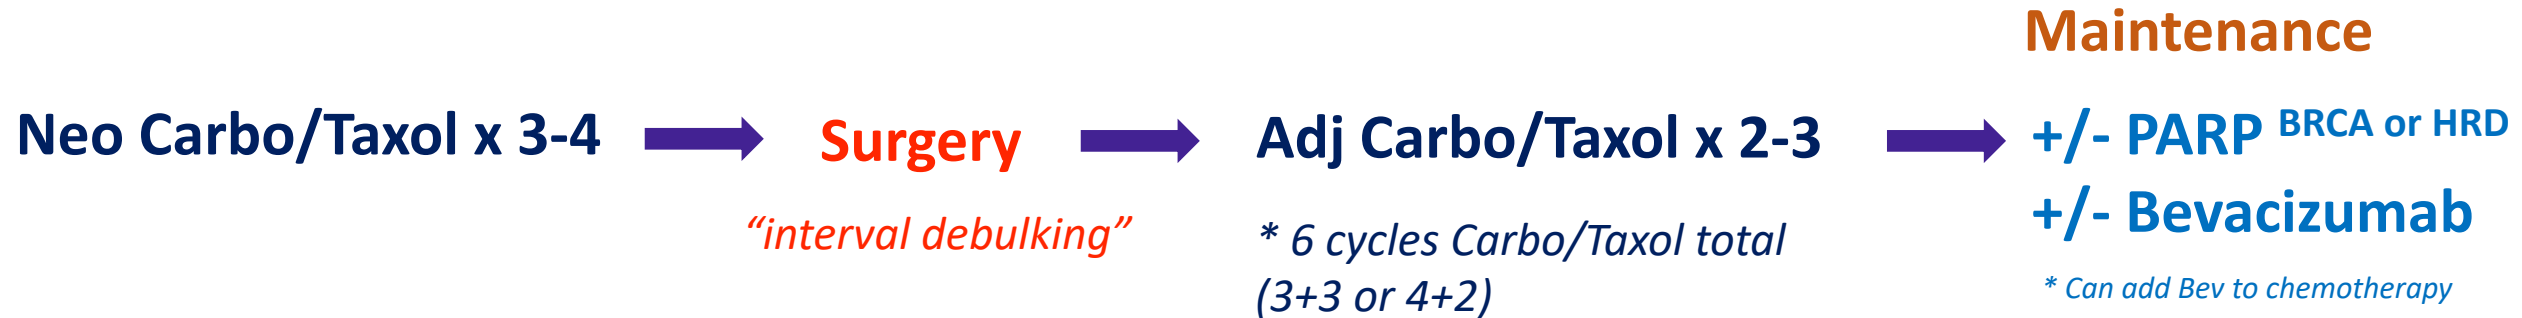 Neo Carbo/Taxol x 3-4
Surgery
"interval debulking"
Adj Carbo/Taxol x 2-3
* 6 cycles Carbo/Taxol total
(3+3 or 4+2)
Maintenance
+/- PARP BRCA or HRD
+/- Bevacizumab
* Can add Bev to chemotherapy